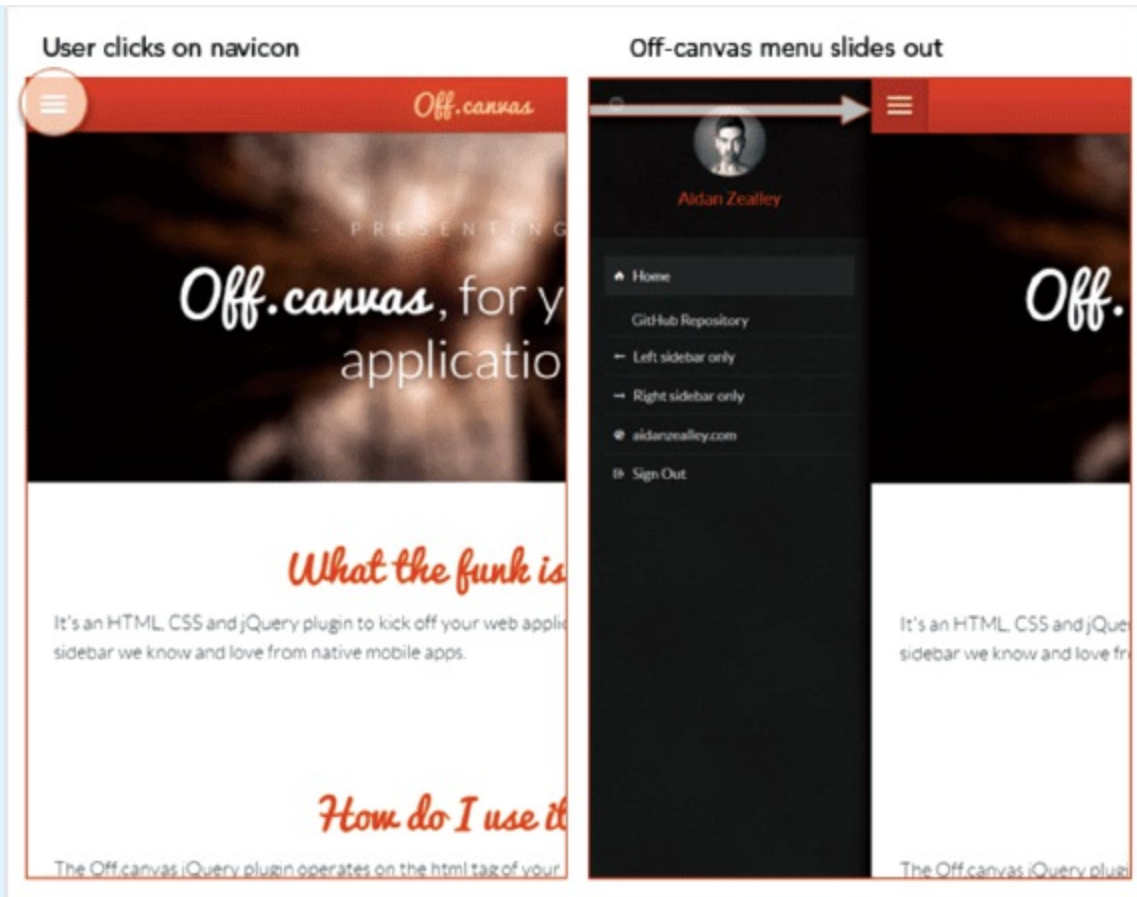 User clicks on navicon
Off.canvas
PRESENTING
Off.canvas, for y
applicatio
What the funk is
It's an HTML, CSS and jQuery plugin to kick off your web applic
sidebar we know and love from native mobile apps.
How do I use it
The Off.canvas jQuery plugin operates on the html tag of your
Off-canvas menu slides out
Aidan Zealley
Home
GitHub Repository
Left sidebar only
Right sidebar only
aidanzealley.com
Sign Out
Off.
It's an HTML, CSS and jQue
sidebar we know and love fr
The Off.canvas jQuery plugi